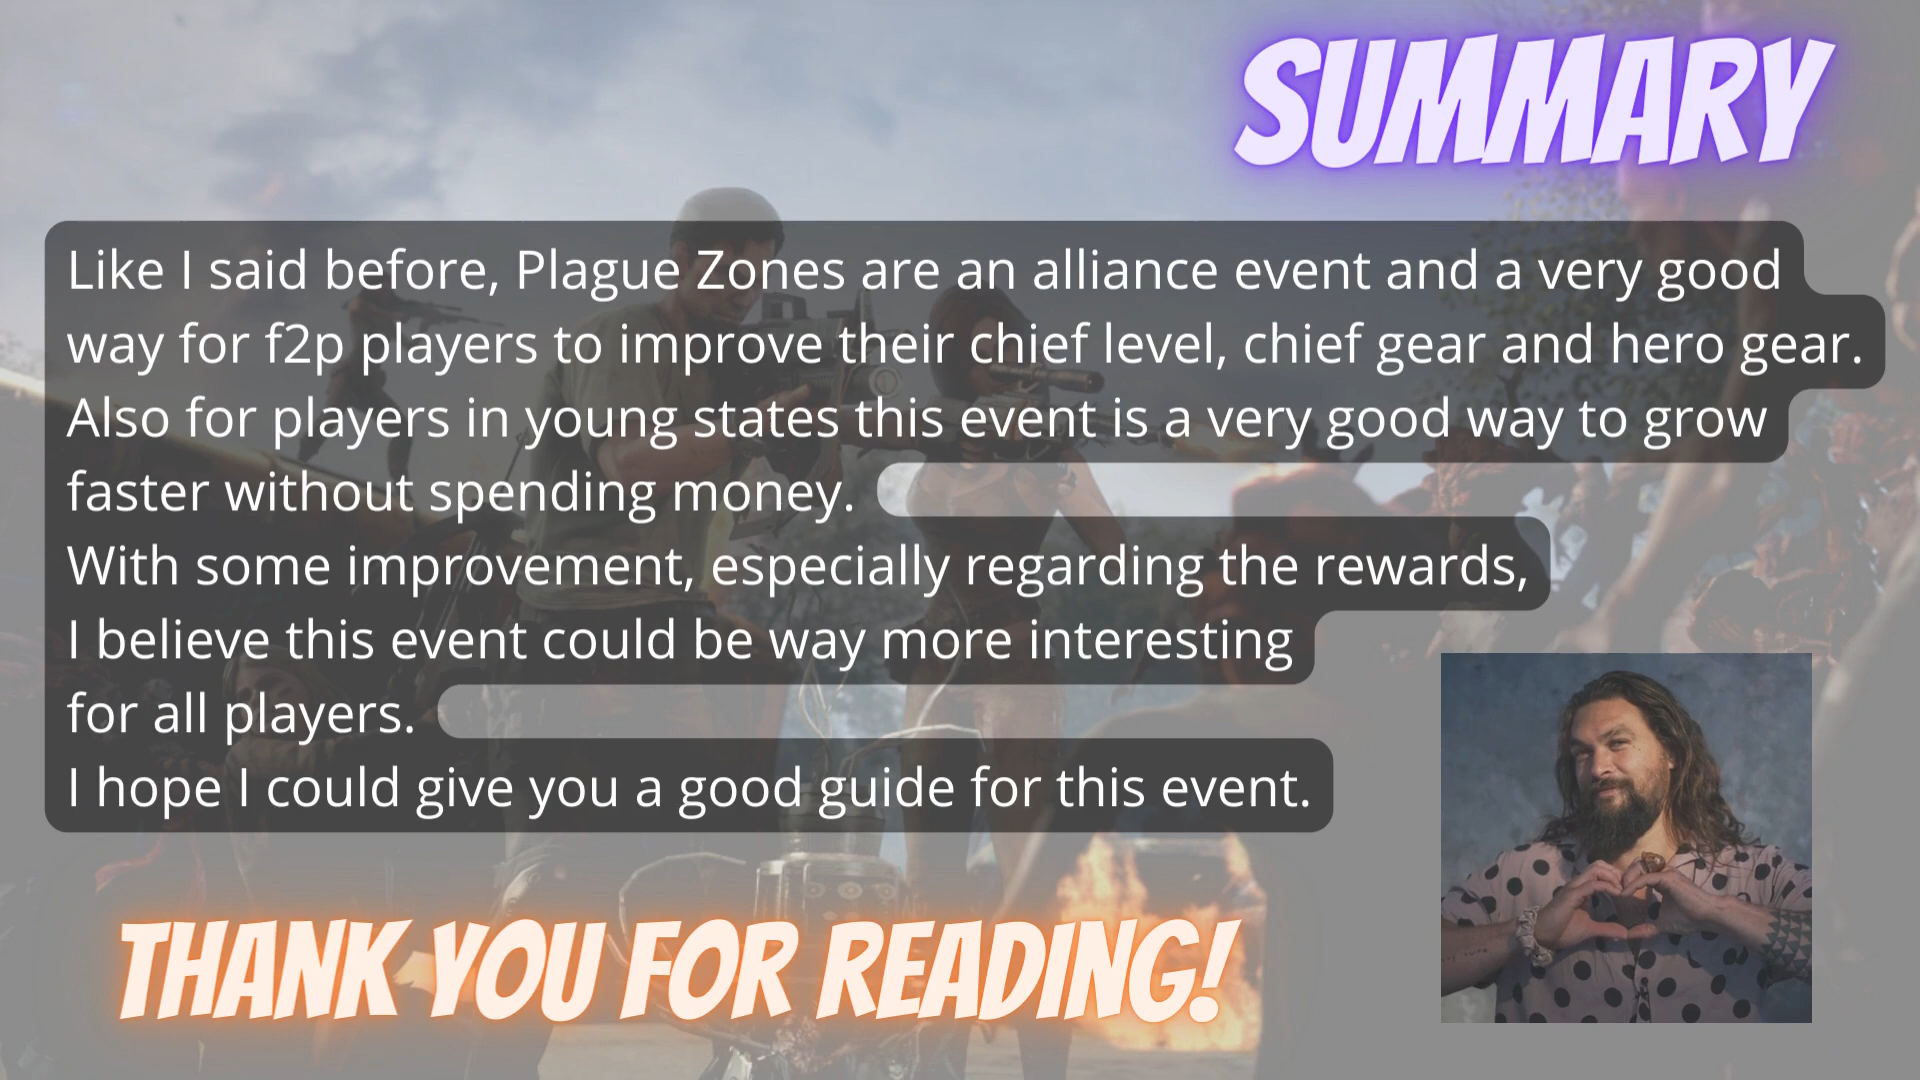 SUMMARY
Like I said before, Plague Zones are an alliance event and a very good
way for f2p players to improve their chief level, chief gear and hero gear.
Also for players in young states this event is a very good way to grow
faster without spending money.
With some improvement, especially regarding the rewards,
I believe this event could be way more interesting
for all players.
I hope I could give you a good guide for this event.
THANK YOU FOR READING!